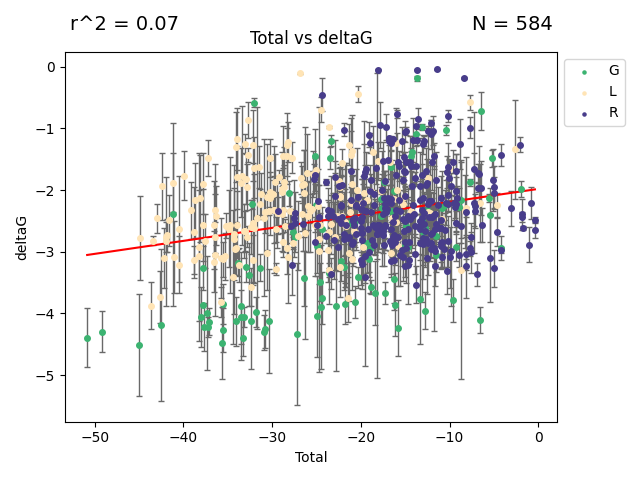 r^2 = 0.07
N = 584
Total vs deltaG
G
L
R
deltaG
0
−1
−2
−3
−4
−5
−50
−40
−30
−20
−10
0
Total